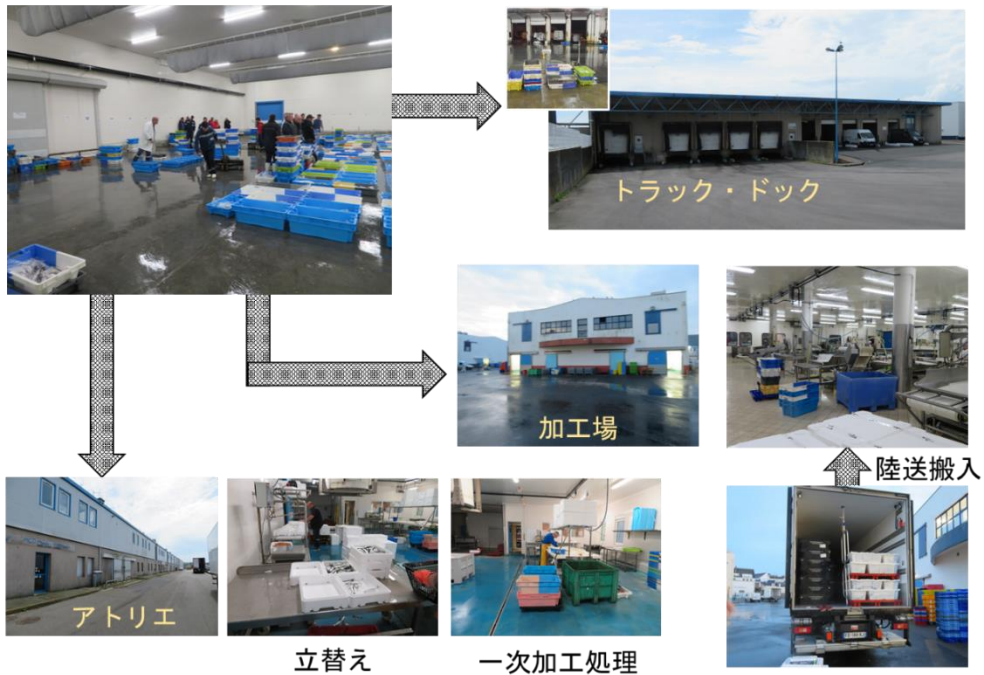 トラック・ドック
加工場
陸送搬入
アトリエ
立替え
一次加工処理